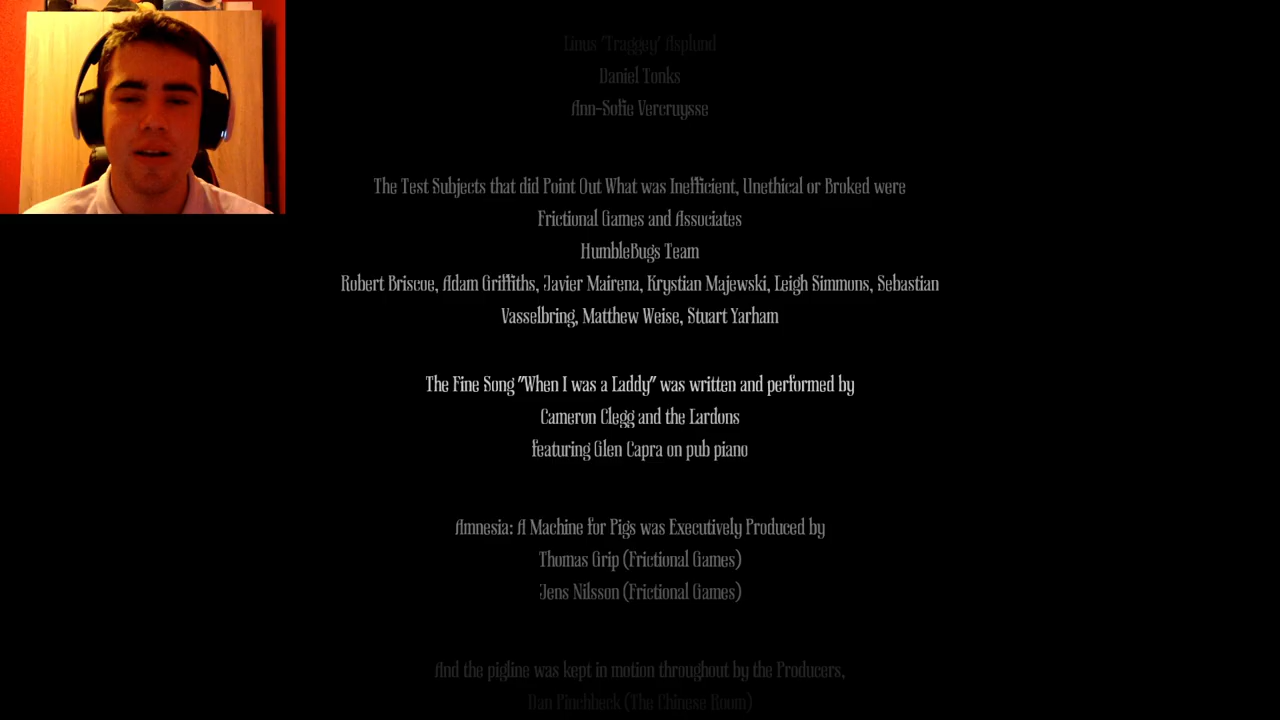 Linus 'Traggey' Asplund
Daniel Tonks
Ann-Sofie Vercruysse
The Test Subjects that did Point Out What was Inefficient, Unethical or Broked were
Frictional Games and Associates
HumbleBugs Team
Robert Briscoe, Adam Griffiths, Javier Mairena, Krystian Majewski, Leigh Simmons, Sebastian
Vasselbring, Matthew Weise, Stuart Yarham
The Fine Song "When I was a Laddy" was written and performed by
Cameron Clegg and the Lardons
featuring Glen Capra on pub piano
Amnesia: A Machine for Pigs was Executively Produced by
Thomas Grip (Frictional Games)
Jens Nilsson (Frictional Games)
And the pigline was kept in motion throughout by the Producers,
Dan Pinchbeck (The Chinese Room)